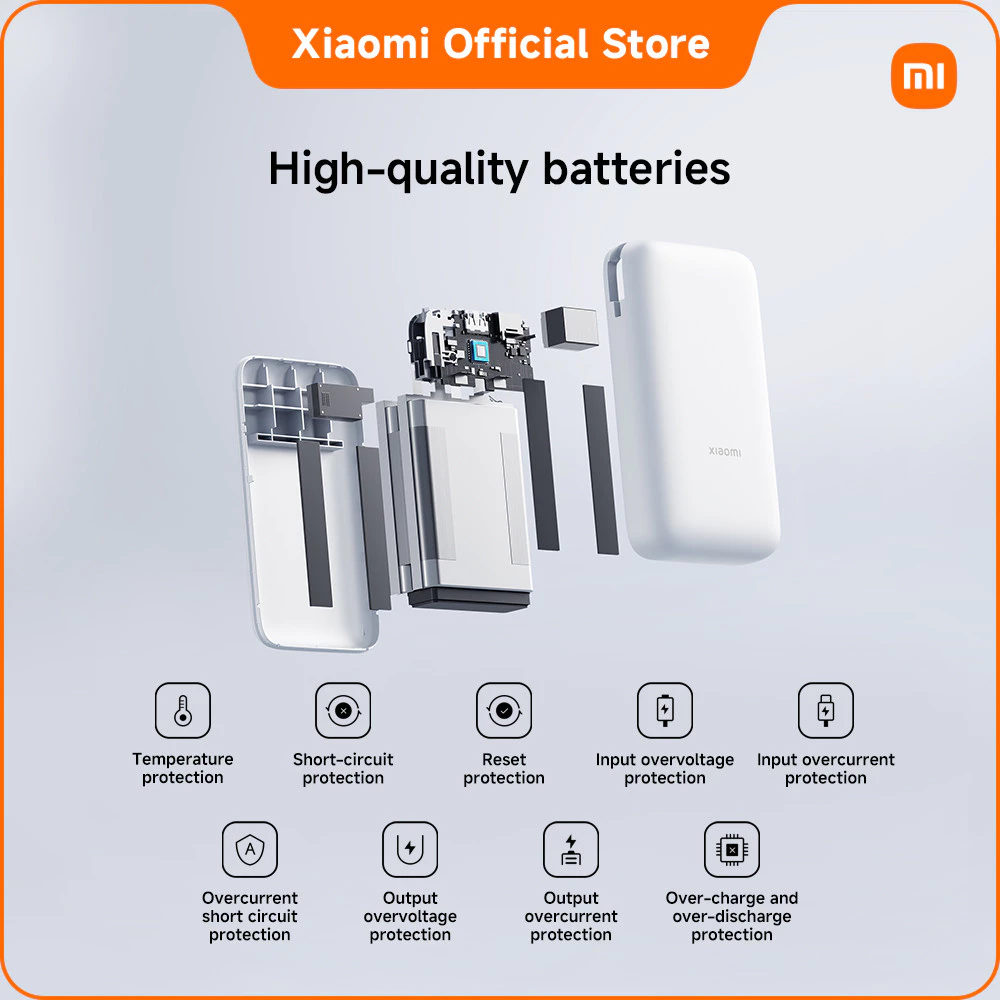 Xiaomi Official Store
mi
High-quality batteries
xiaomi
Temperature
protection
Short-circuit
protection
Reset
protection
Input overvoltage
protection
Input overcurrent
protection
A
Overcurrent
short circuit
protection
Output
overvoltage
protection
Output
overcurrent
protection
Over-charge and
over-discharge
protection